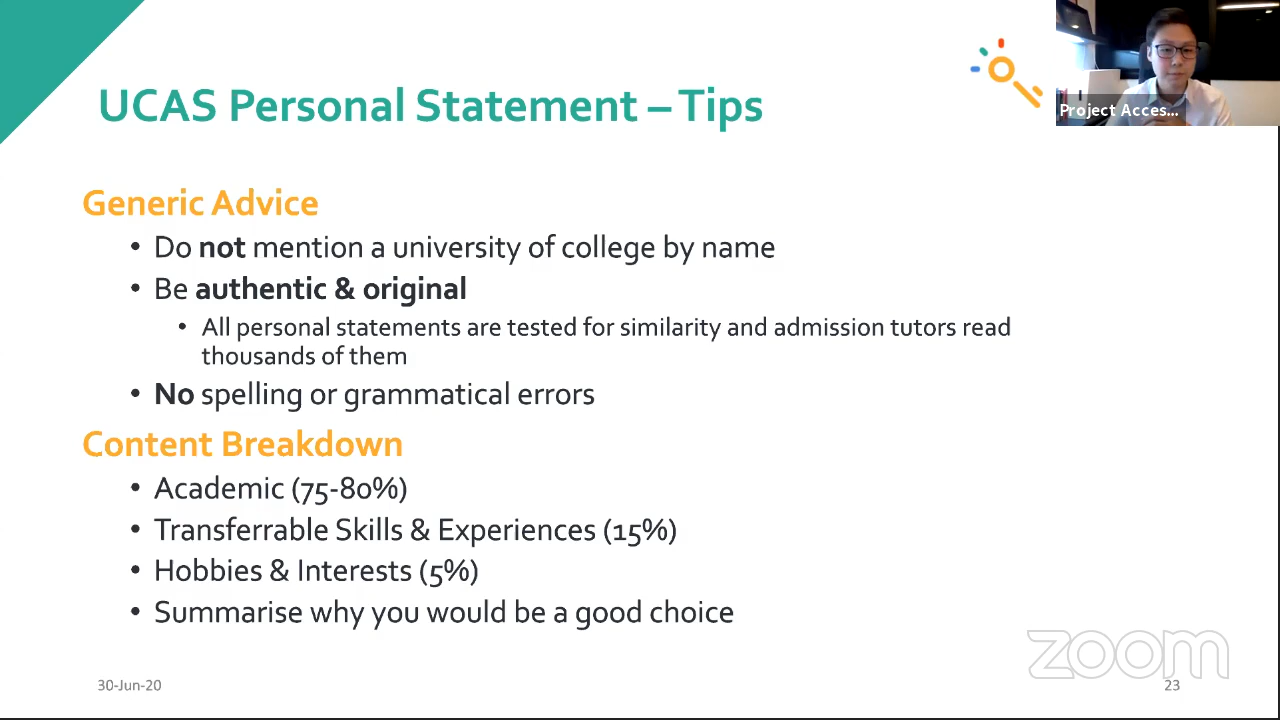 UCAS Personal Statement – Tips
Project Acces...
Generic Advice
• Do not mention a university of college by name
• Be authentic & original
• All personal statements are tested for similarity and admission tutors read
thousands of them
• No spelling or grammatical errors
Content Breakdown
• Academic (75-80%)
• Transferrable Skills & Experiences (15%)
• Hobbies & Interests (5%)
• Summarise why you would be a good choice
zoom
30-Jun-20
23